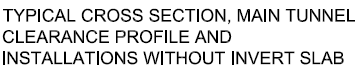 TYPICAL CROSS SECTION, MAIN TUNNEL
CLEARANCE PROFILE AND
INSTALLATIONS WITHOUT INVERT SLAB